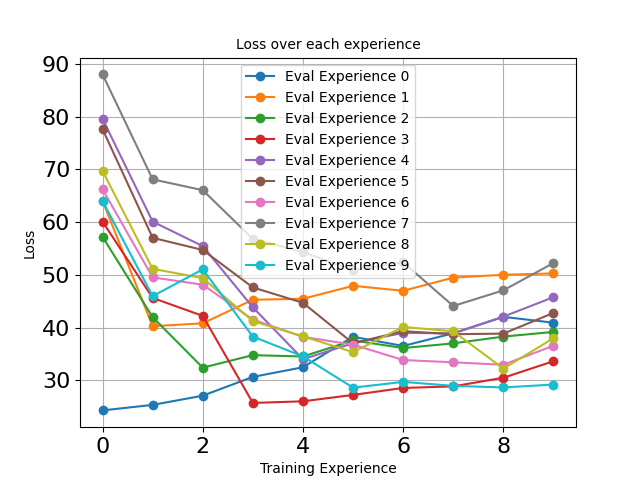 Loss over each experience
90
80
70
60
50
40
30
Loss
Eval Experience 0
Eval Experience 1
Eval Experience 2
Eval Experience 3
Eval Experience 4
Eval Experience 5
Eval Experience 6
Eval Experience 7
Eval Experience 8
Eval Experience 9
0 2 4 6 8
Training Experience